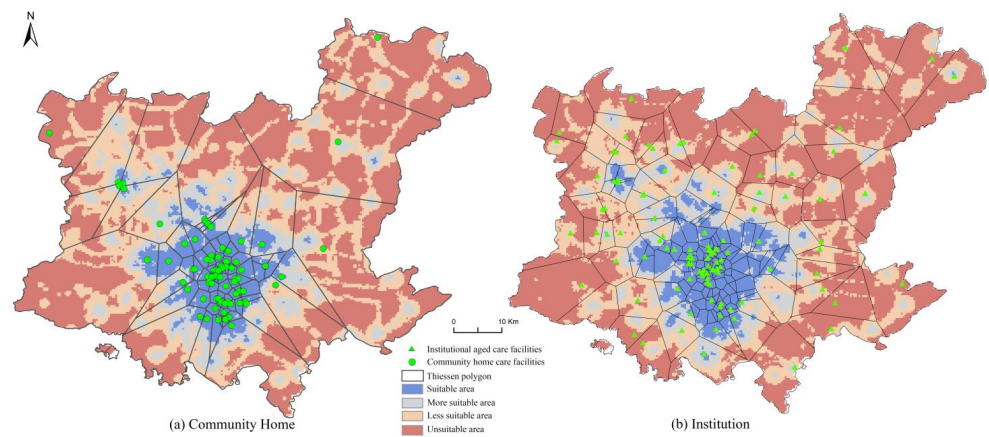 N
0 10 Km
Institutional aged care facilities
Community home care facilities
Thiessen polygon
Suitable area
More suitable area
Less suitable area
Unsuitable area
(a) Community Home
(b) Institution